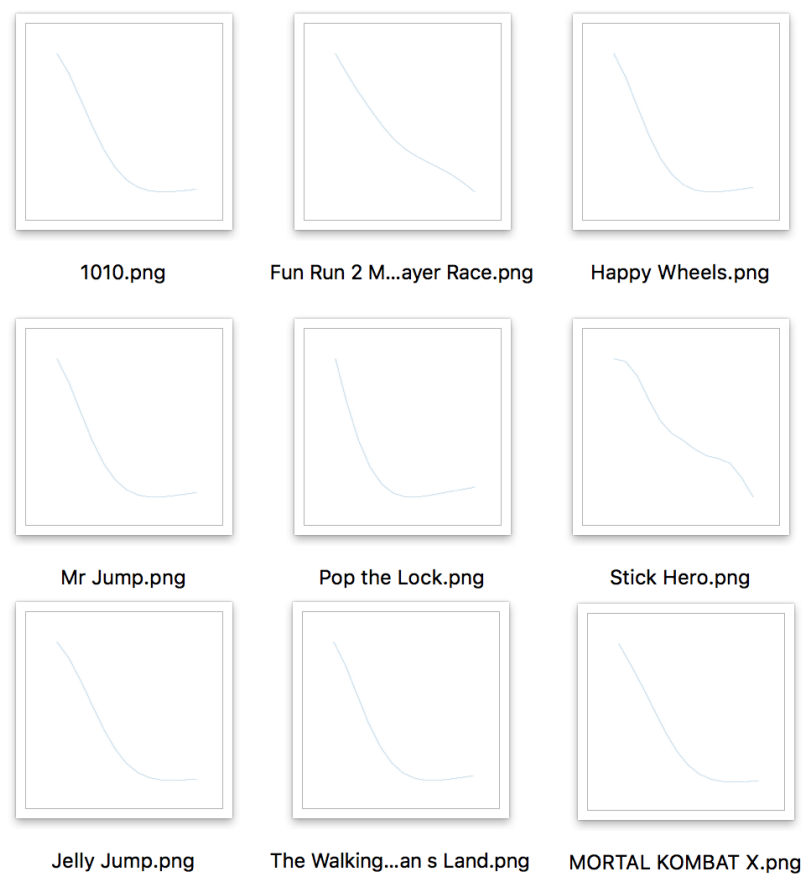 1010.png
Fun Run 2 M...ayer Race.png
Happy Wheels.png
Mr Jump.png
Pop the Lock.png
Stick Hero.png
Jelly Jump.png
The Walking...an s Land.png
MORTAL KOMBAT X.png